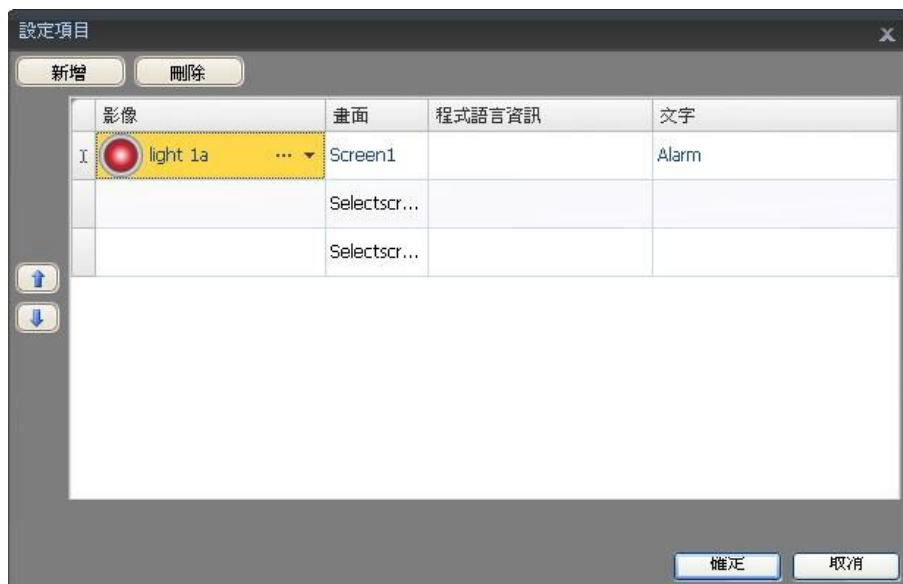 設定項目
新增 刪除
影像 畫面 程式語言資訊 文字
light 1a ... Screen1 Alarm
Selectscr...
Selectscr...
確定 取消